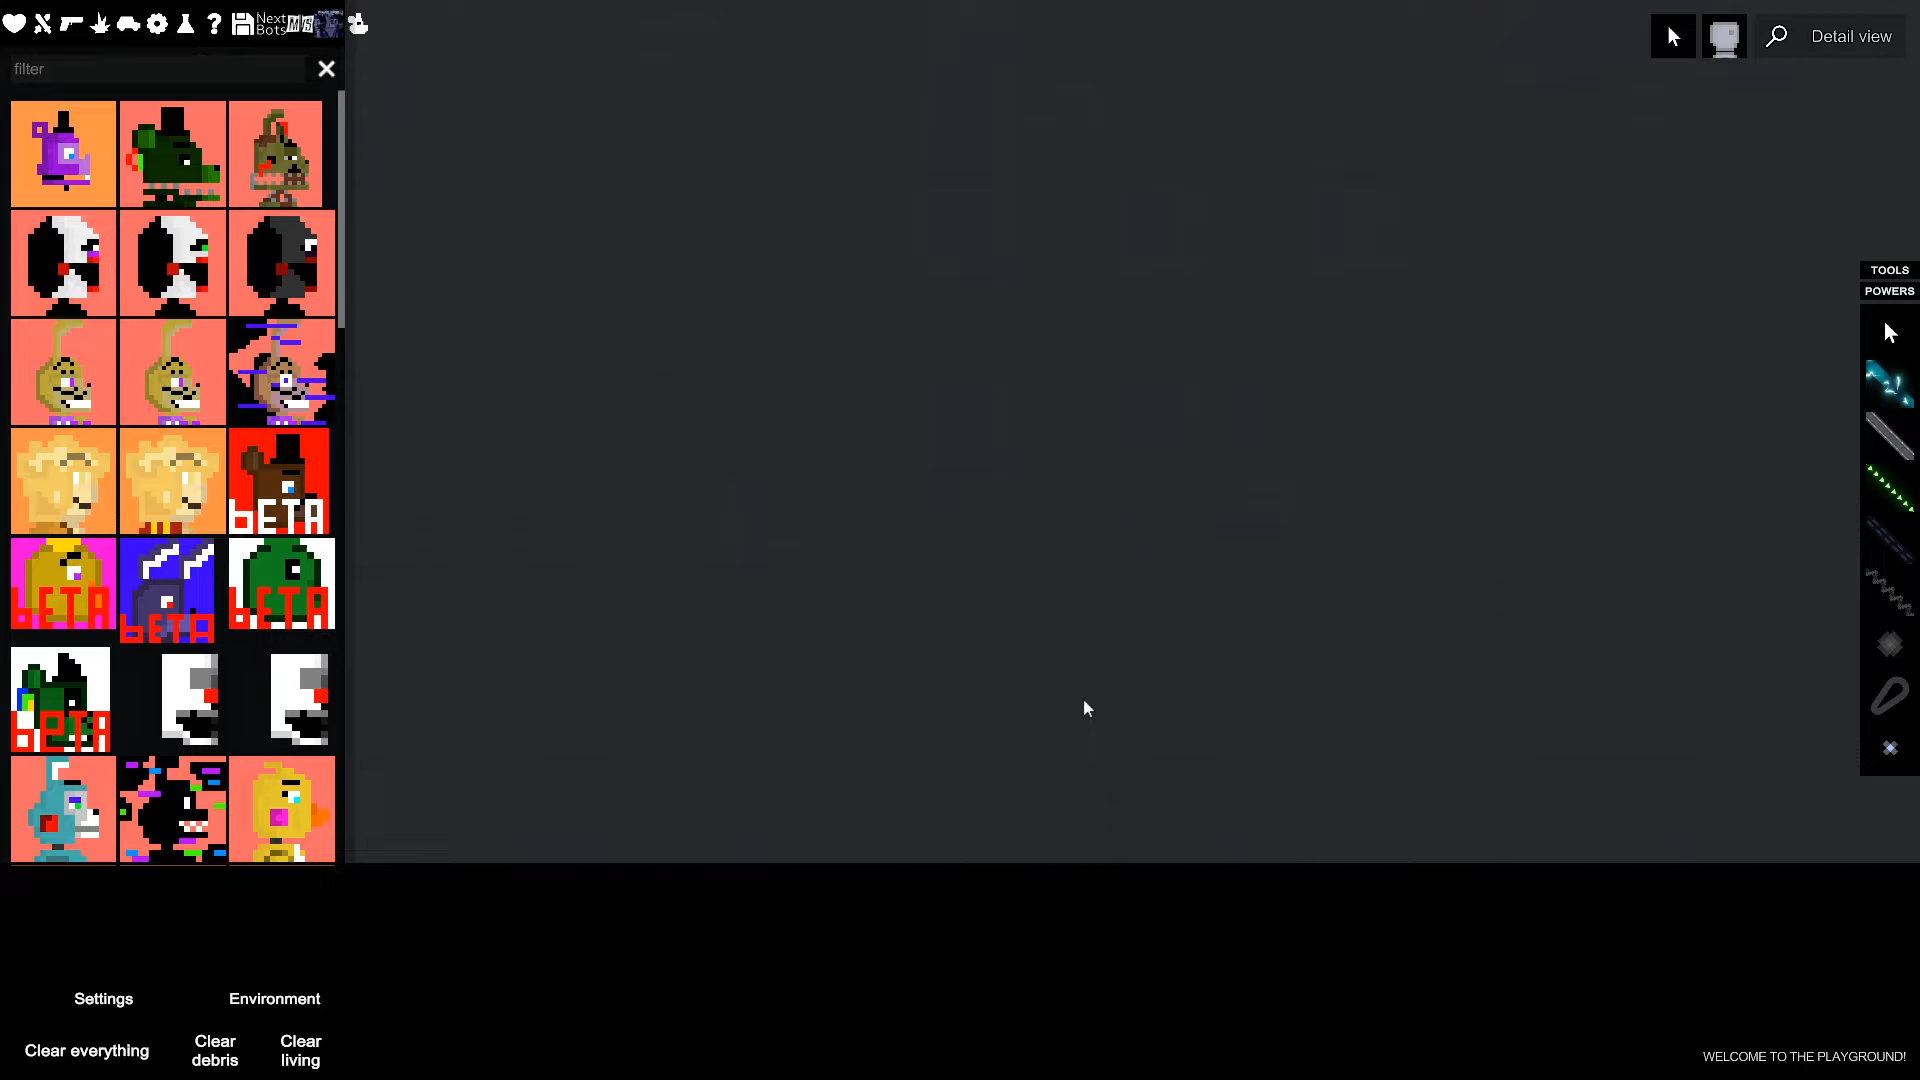 Next
Bots
filter
Detail view
TOOLS
POWERS
bETA
bETA
bETA
bETA
bETA
Settings
Environment
Clear everything
Clear
debris
Clear
living
WELCOME TO THE PLAYGROUND!